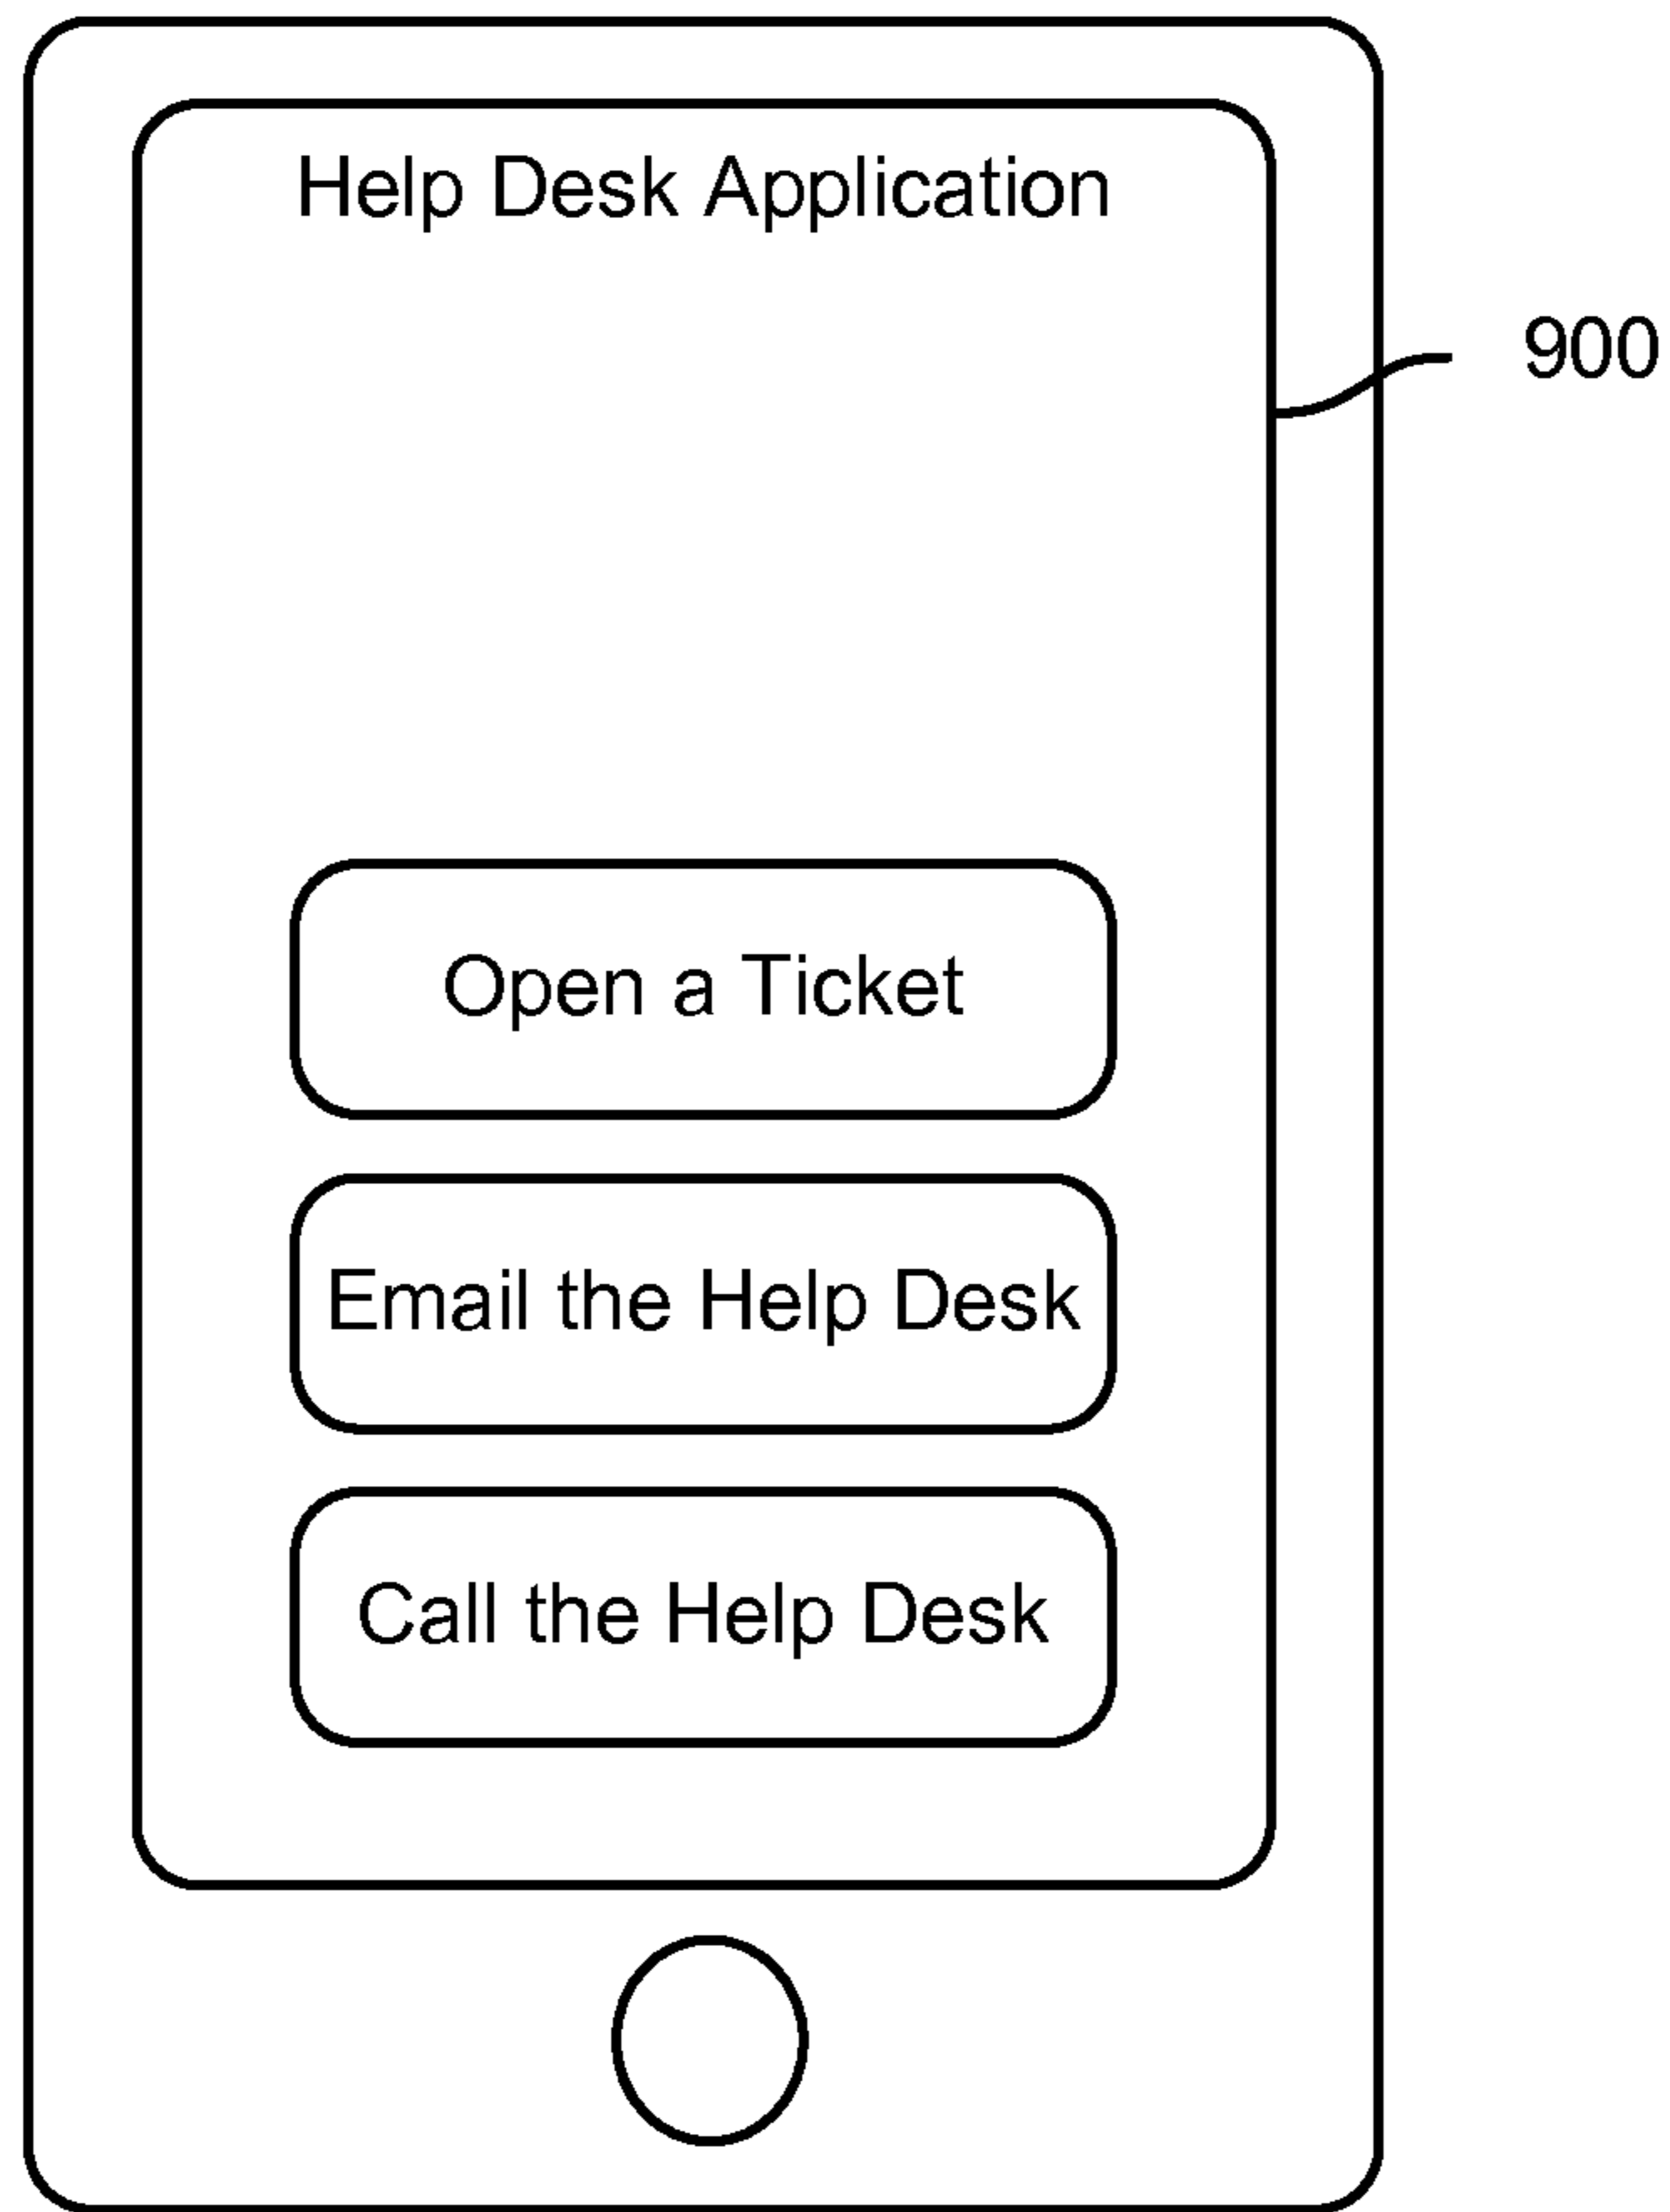 Help Desk Application
900
Open a Ticket
Email the Help Desk
Call the Help Desk